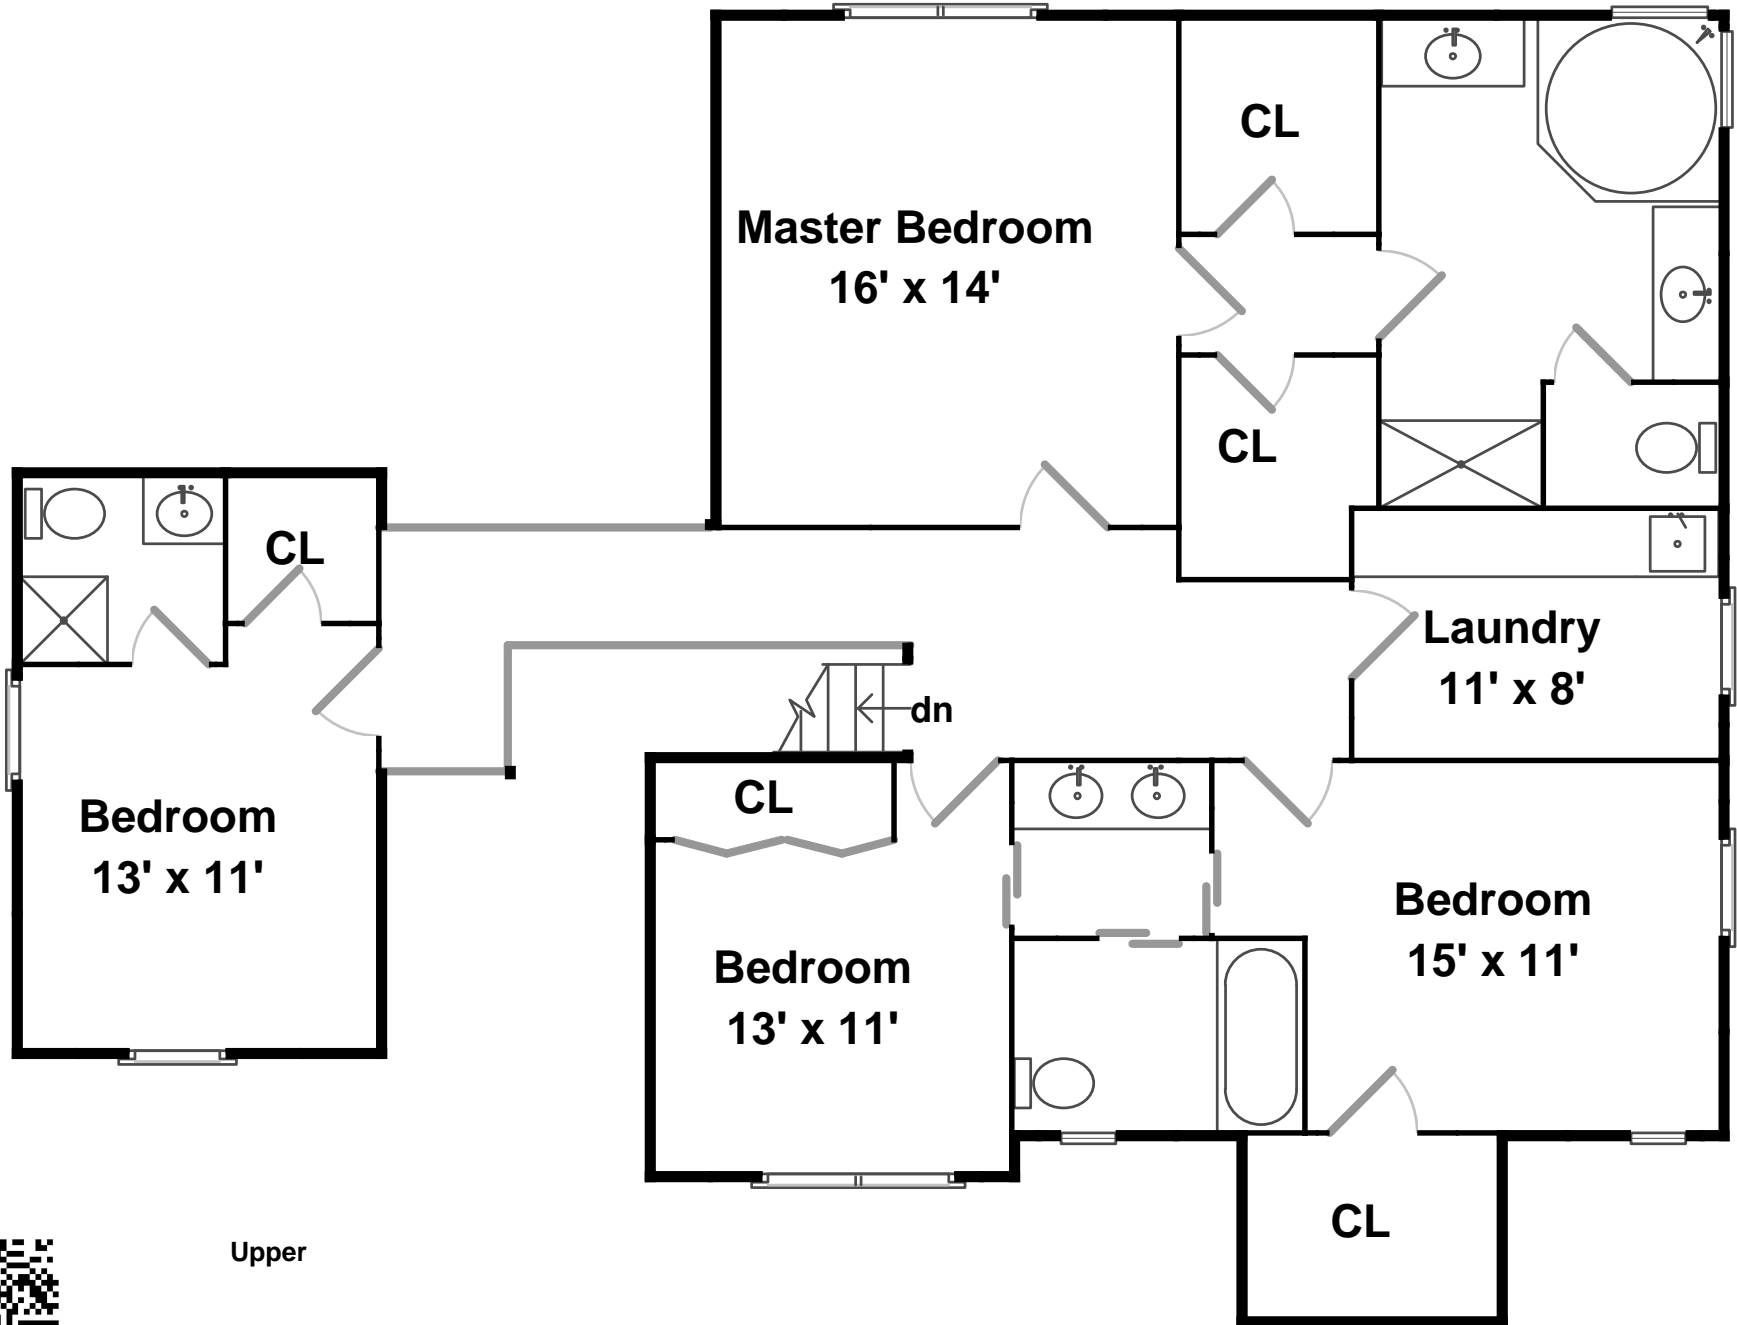 CL
Master Bedroom
16' x 14'
CL
CL
Laundry
11' x 8'
dn
CL
Bedroom
13' x 11'
Bedroom
15' x 11'
Bedroom
13' x 11'
CL
Upper